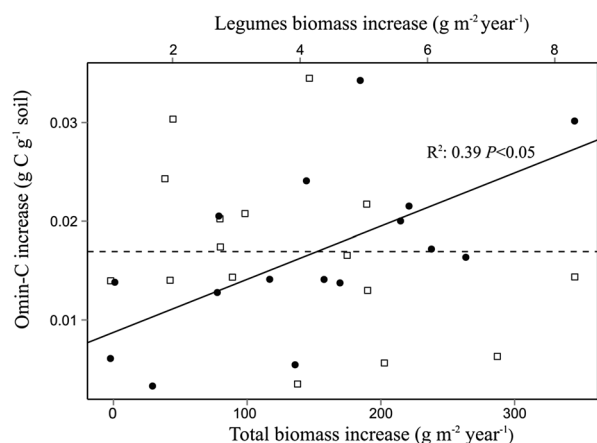 Legumes biomass increase (g m-2 year-1)
2 4 6 8
Omin-C increase (g C g-1 soil)
0.03
0.02
0.01
R2: 0.39 P<0.05
0 100 200 300
Total biomass increase (g m-2 year-1)